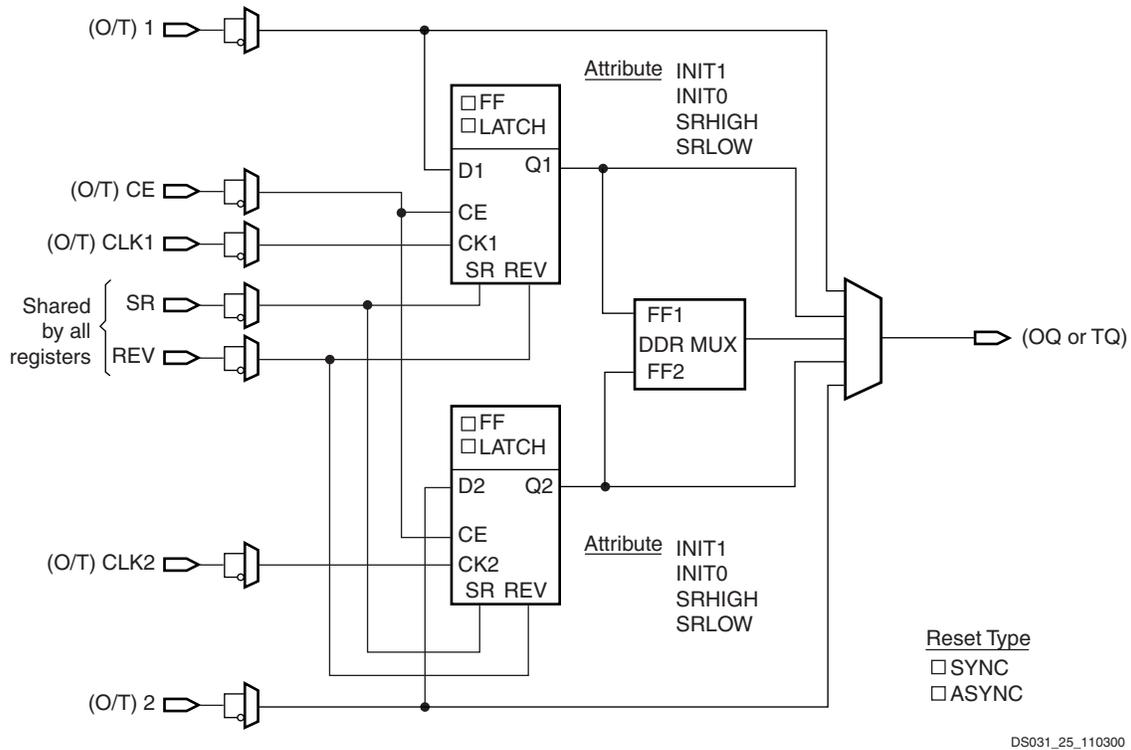 (O/T) 1
Attribute INIT1
INIT0
SRHIGH
SRLOW
FF
LATCH
D1 Q1
(O/T) CE
CE
(O/T) CLK1
CK1
SR REV
Shared
by all
registers
SR
REV
FF1
DDR MUX
FF2
(OQ or TQ)
FF
LATCH
D2 Q2
CE
(O/T) CLK2
CK2
SR REV
Attribute INIT1
INIT0
SRHIGH
SRLOW
Reset Type
SYNC
ASYNC
(O/T) 2
DS031_25_110300